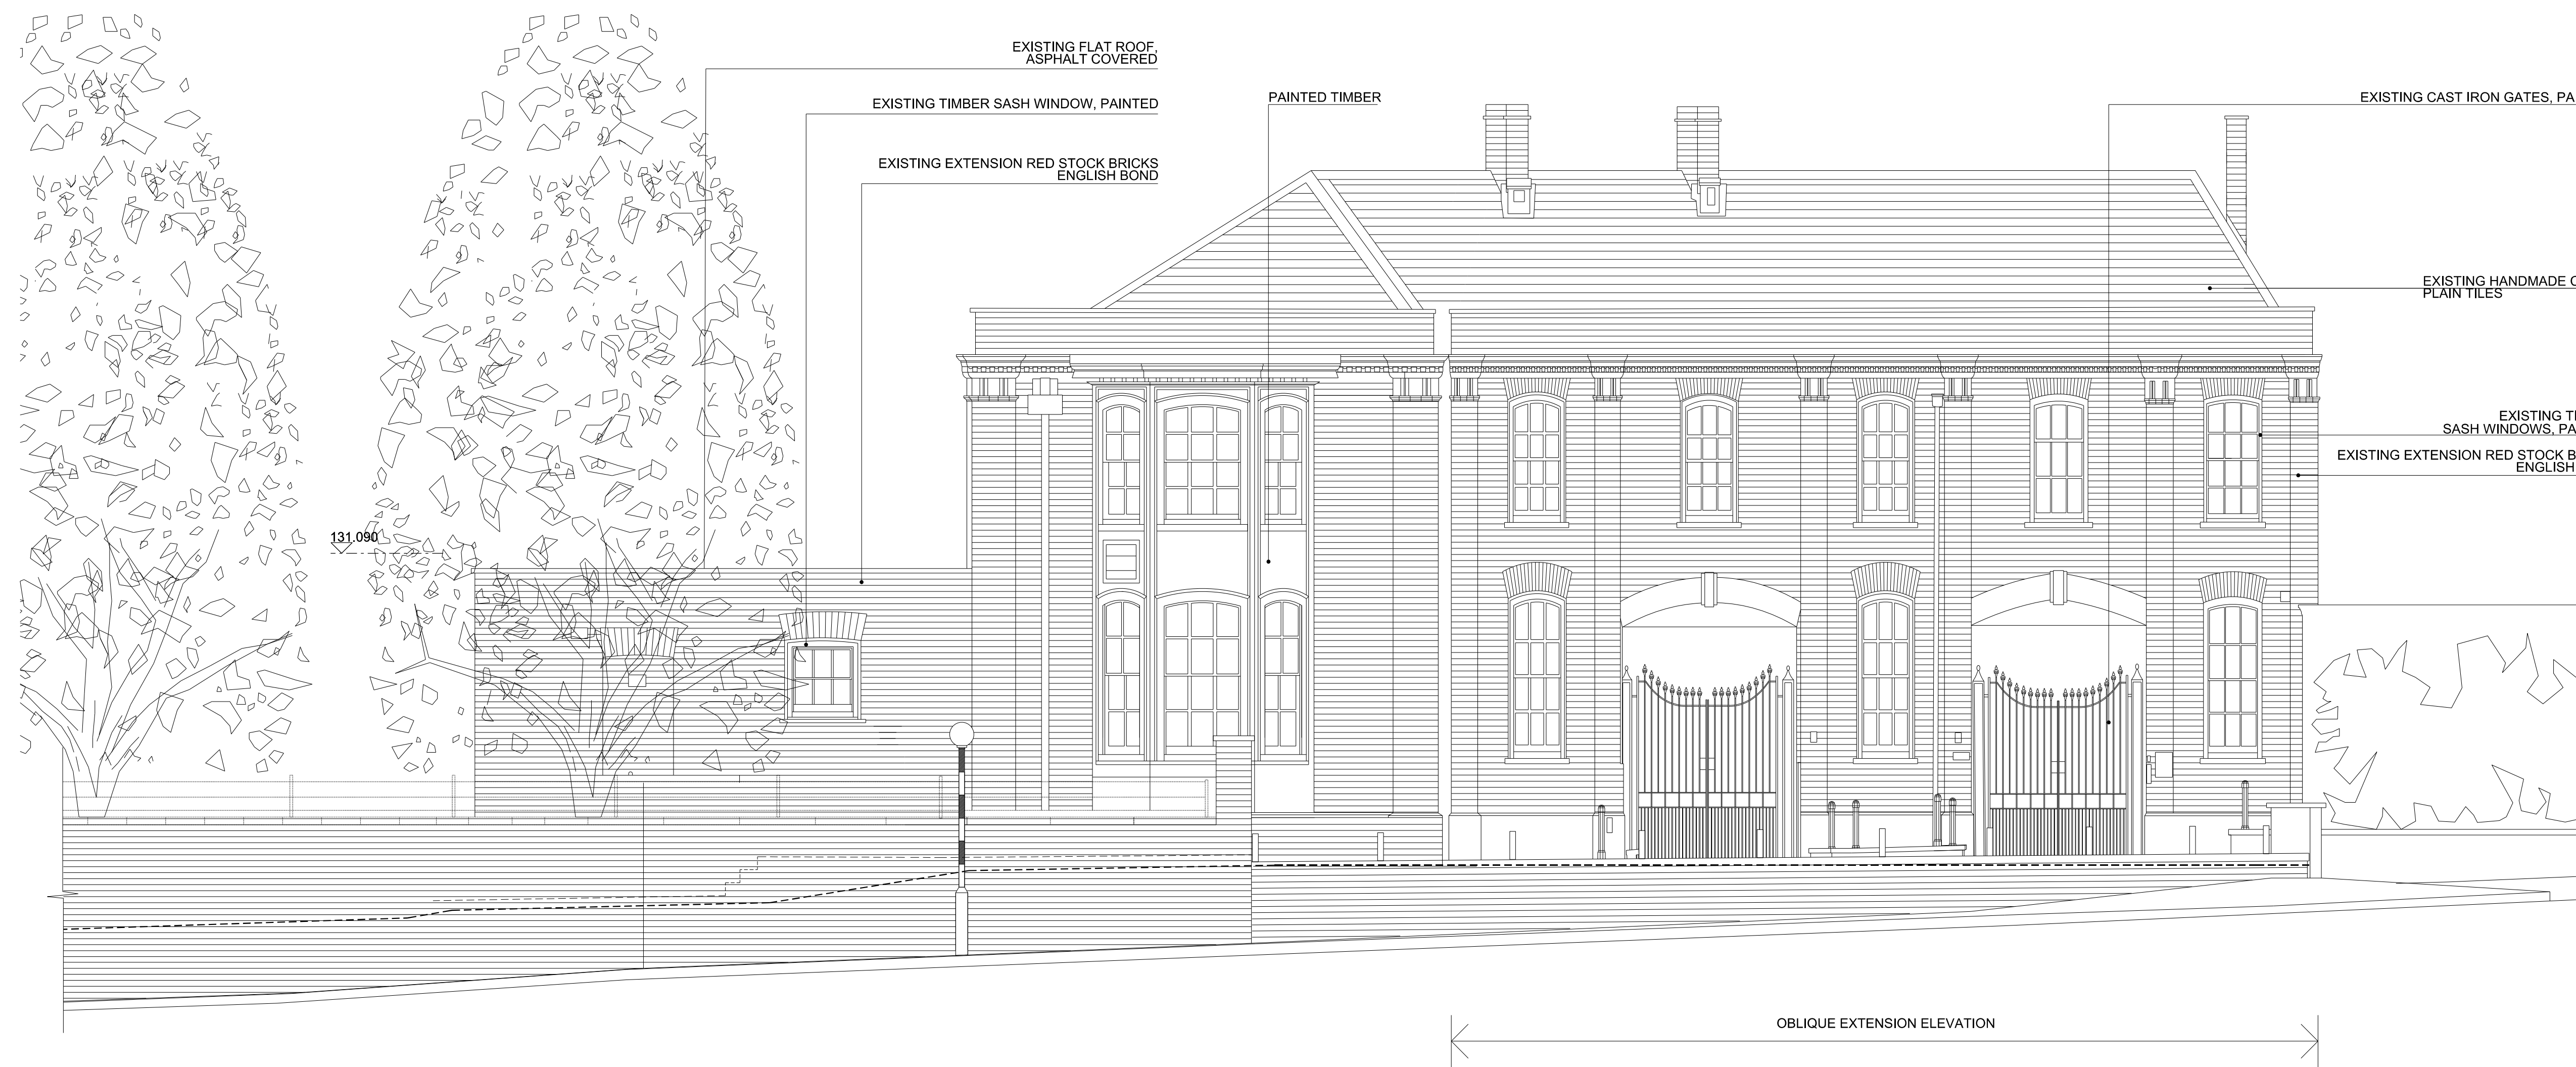 EXISTING FLAT ROOF,
ASPHALT COVERED
EXISTING TIMBER SASH WINDOW, PAINTED
EXISTING EXTENSION RED STOCK BRICKS
ENGLISH BOND
PAINTED TIMBER
EXISTING CAST IRON GATES, PA
EXISTING HANDMADE C
PLAIN TILES
EXISTING TI
SASH WINDOWS, PA
EXISTING EXTENSION RED STOCK B
ENGLISH
131.090
OBLIQUE EXTENSION ELEVATION